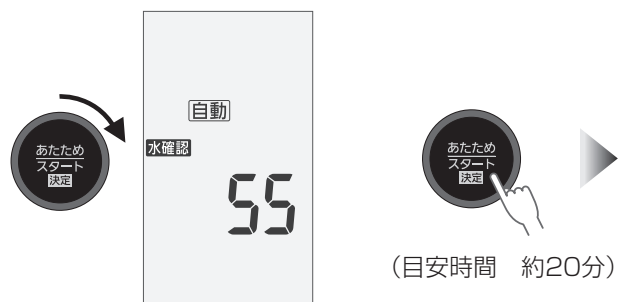 あたため
スタート
決定
自動
水確認
55
あたため
スタート
決定
（目安時間　約20分）